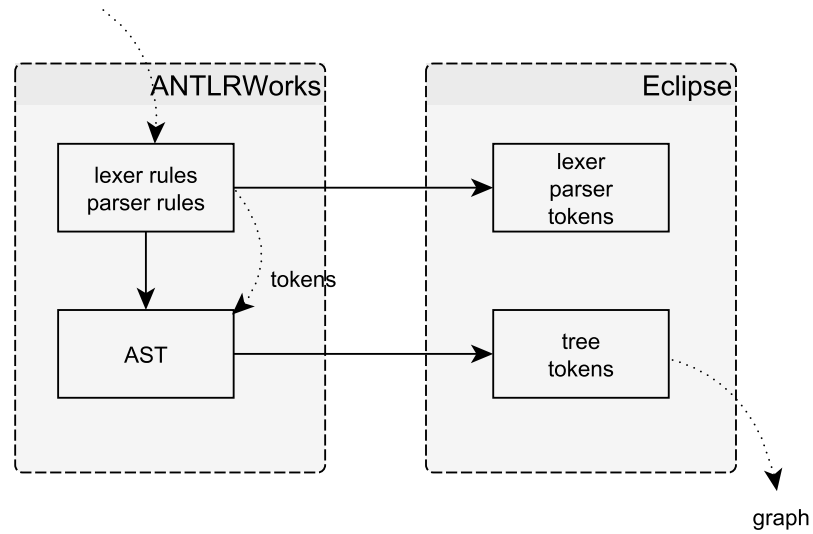 ANTLRWorks
Eclipse
lexer rules
parser rules
lexer
parser
tokens
tokens
AST
tree
tokens
graph